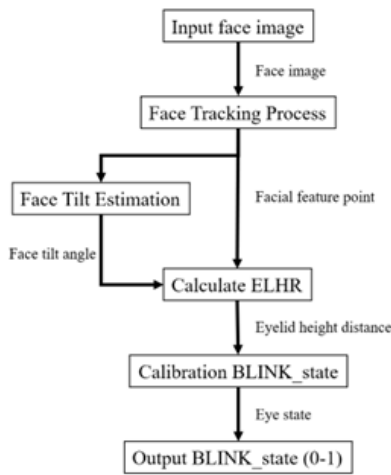 Input face image
Face image
Face Tracking Process
Face Tilt Estimation
Facial feature point
Face tilt angle
Calculate ELHR
Eyelid height distance
Calibration BLINK_state
Eye state
Output BLINK_state (0-1)